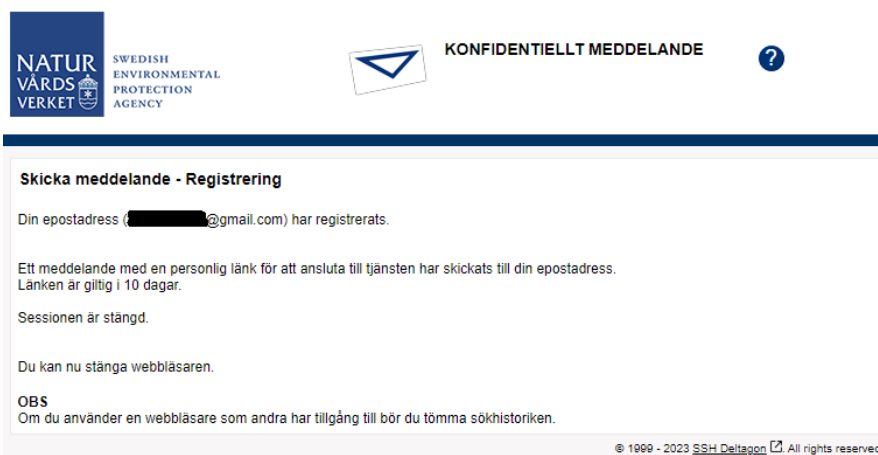 NATUR
VÅRDS
VERKET
SWEDISH
ENVIRONMENTAL
PROTECTION
AGENCY
KONFIDENTIELLT MEDDELANDE
?
Skicka meddelande - Registrering
Din epostadress (@gmail.com) har registrerats.
Ett meddelande med en personlig länk för att ansluta till tjänsten har skickats till din epostadress.
Länken är giltig i 10 dagar.
Sessionen är stängd.
Du kan nu stänga webbläsaren.
OBS
Om du använder en webbläsare som andra har tillgång till bör du tömma sökhistoriken.
© 1999 - 2023 SSH Deltagon. All rights reserved